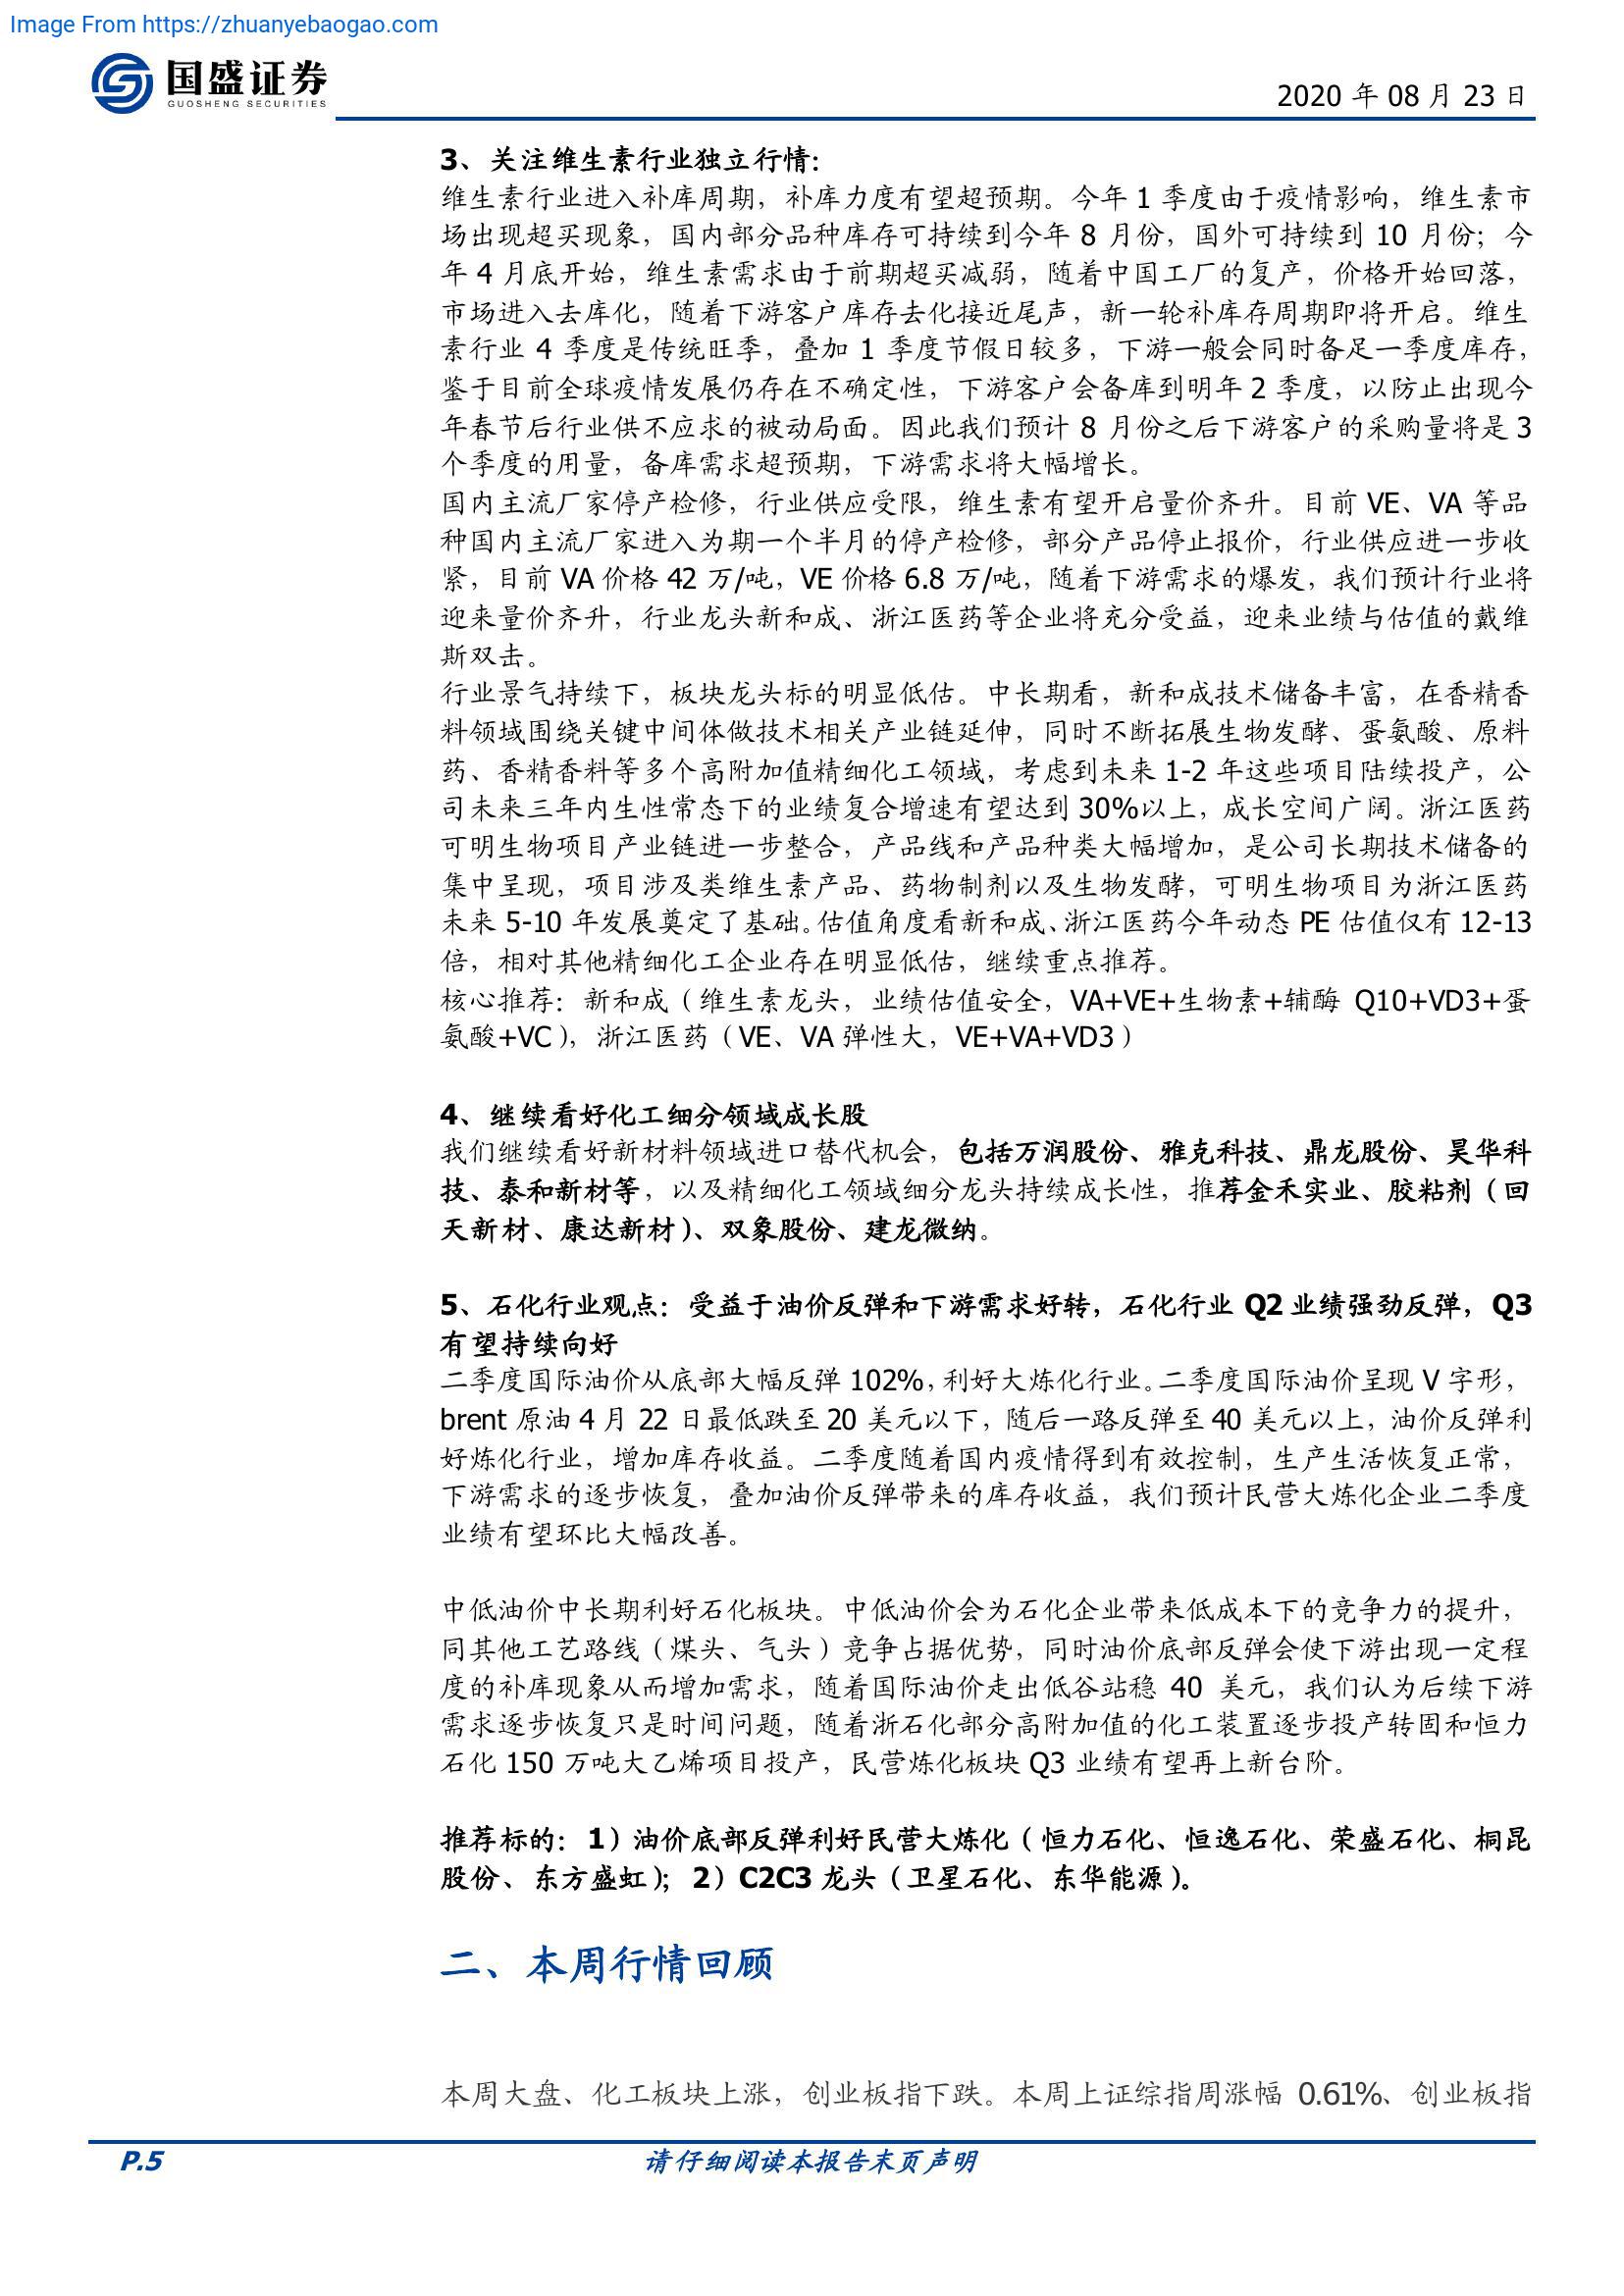 Image From https://zhuanyebaogao.com
国盛证券
GUOSHENG SECURITIES
2020 年 08 月 23 日
3、关注维生素行业独立行情：
维生素行业进入补库周期，补库力度有望超预期。今年 1 季度由于疫情影响，维生素市
场出现超买现象，国内部分品种库存可持续到今年 8 月份，国外可持续到 10 月份；今
年 4 月底开始，维生素需求由于前期超买减弱，随着中国工厂的复产，价格开始回落，
市场进入去库化，随着下游客户库存去化接近尾声，新一轮补库存周期即将开启。维生
素行业 4 季度是传统旺季，叠加 1 季度节假日较多，下游一般会同时备足一季度库存，
鉴于目前全球疫情发展仍存在不确定性，下游客户会备库到明年 2 季度，以防止出现今
年春节后行业供不应求的被动局面。因此我们预计 8 月份之后下游客户的采购量将是 3
个季度的用量，备库需求超预期，下游需求将大幅增长。
国内主流厂家停产检修，行业供应受限，维生素有望开启量价齐升。目前 VE、VA 等品
种国内主流厂家进入为期一个半月的停产检修，部分产品停止报价，行业供应进一步收
紧，目前 VA 价格 42 万/吨，VE 价格 6.8 万/吨，随着下游需求的爆发，我们预计行业将
迎来量价齐升，行业龙头新和成、浙江医药等企业将充分受益，迎来业绩与估值的戴维
斯双击。
行业景气持续下，板块龙头标的明显低估。中长期看，新和成技术储备丰富，在香精香
料领域围绕关键中间体做技术相关产业链延伸，同时不断拓展生物发酵、蛋氨酸、原料
药、香精香料等多个高附加值精细化工领域，考虑到未来 1-2 年这些项目陆续投产，公
司未来三年内生性常态下的业绩复合增速有望达到 30%以上，成长空间广阔。浙江医药
可明生物项目产业链进一步整合，产品线和产品种类大幅增加，是公司长期技术储备的
集中呈现，项目涉及类维生素产品、药物制剂以及生物发酵，可明生物项目为浙江医药
未来 5-10 年发展奠定了基础。估值角度看新和成、浙江医药今年动态 PE 估值仅有 12-13
倍，相对其他精细化工企业存在明显低估，继续重点推荐。
核心推荐：新和成（维生素龙头，业绩估值安全，VA+VE+生物素+辅酶 Q10+VD3+蛋
氨酸+VC），浙江医药（VE、VA 弹性大，VE+VA+VD3）
4、继续看好化工细分领域成长股
我们继续看好新材料领域进口替代机会，包括万润股份、雅克科技、鼎龙股份、昊华科
技、泰和新材等，以及精细化工领域细分龙头持续成长性，推荐金禾实业、胶粘剂（回
天新材、康达新材）、双象股份、建龙微纳。
5、石化行业观点：受益于油价反弹和下游需求好转，石化行业 Q2 业绩强劲反弹，Q3
有望持续向好
二季度国际油价从底部大幅反弹 102%，利好大炼化行业。二季度国际油价呈现 V 字形，
brent 原油 4 月 22 日最低跌至 20 美元以下，随后一路反弹至 40 美元以上，油价反弹利
好炼化行业，增加库存收益。二季度随着国内疫情得到有效控制，生产生活恢复正常，
下游需求的逐步恢复，叠加油价反弹带来的库存收益，我们预计民营大炼化企业二季度
业绩有望环比大幅改善。
中低油价中长期利好石化板块。中低油价会为石化企业带来低成本下的竞争力的提升，
同其他工艺路线（煤头、气头）竞争占据优势，同时油价底部反弹会使下游出现一定程
度的补库现象从而增加需求，随着国际油价走出低谷站稳 40 美元，我们认为后续下游
需求逐步恢复只是时间问题，随着浙石化部分高附加值的化工装置逐步投产转固和恒力
石化 150 万吨大乙烯项目投产，民营炼化板块 Q3 业绩有望再上新台阶。
推荐标的：1）油价底部反弹利好民营大炼化（恒力石化、恒逸石化、荣盛石化、桐昆
股份、东方盛虹）；2）C2C3 龙头（卫星石化、东华能源）。
二、本周行情回顾
本周大盘、化工板块上涨，创业板指下跌。本周上证综指周涨幅 0.61%、创业板指
P.5
请仔细阅读本报告末页声明